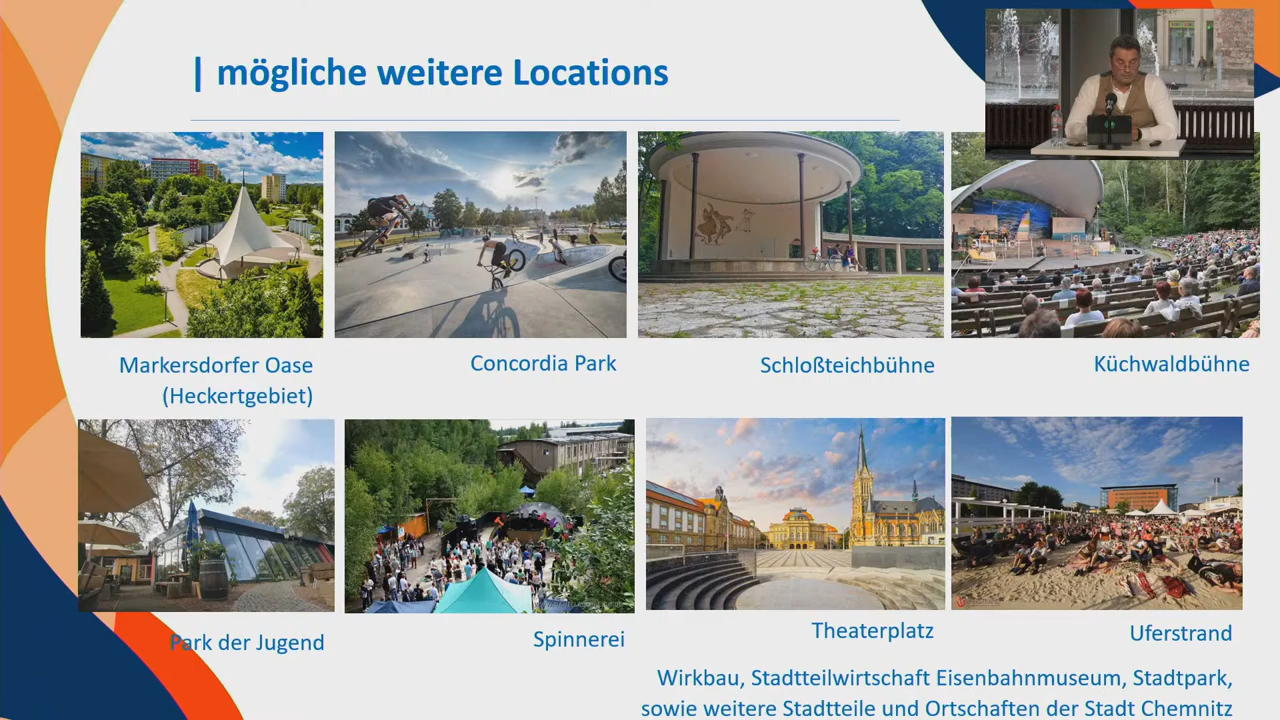 | mögliche weitere Locations
Markersdorfer Oase
(Heckertgebiet)
Concordia Park
Schloßteichbühne
Küchwaldbühne
Park der Jugend
Spinnerei
Theaterplatz
Uferstrand
Wirkbau, Stadtteilwirtschaft Eisenbahnmuseum, Stadtpark,
sowie weitere Stadtteile und Ortschaften der Stadt Chemnitz